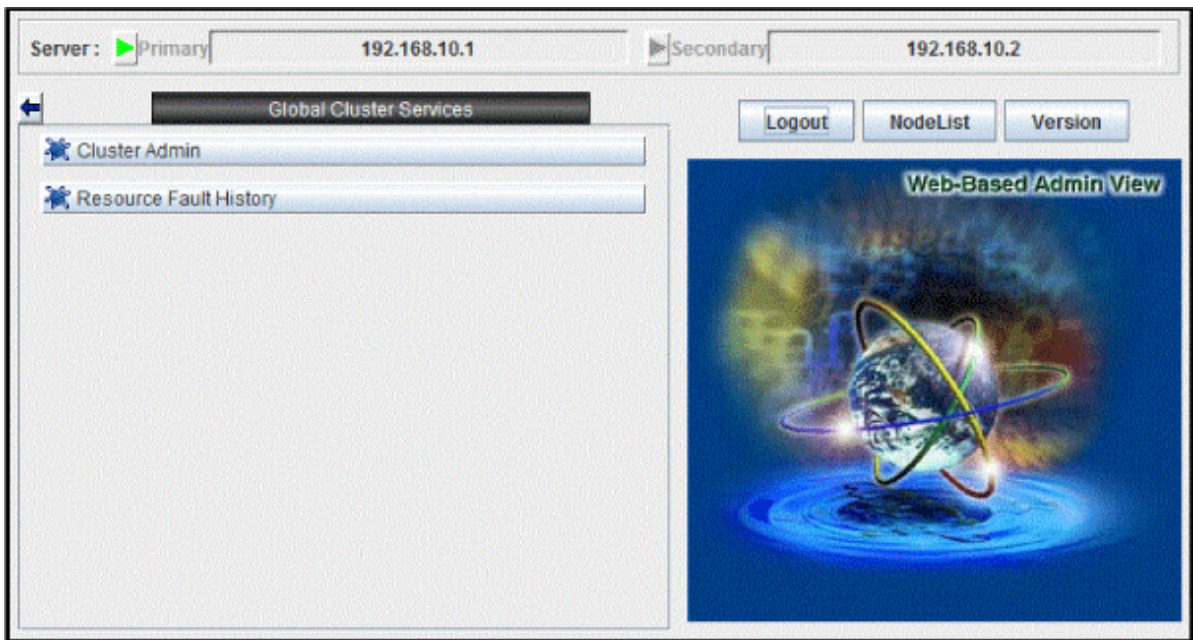 Server : Primary 192.168.10.1 Secondary 192.168.10.2
Global Cluster Services
Logout NodeList Version
Cluster Admin
Resource Fault History
Web-Based Admin View